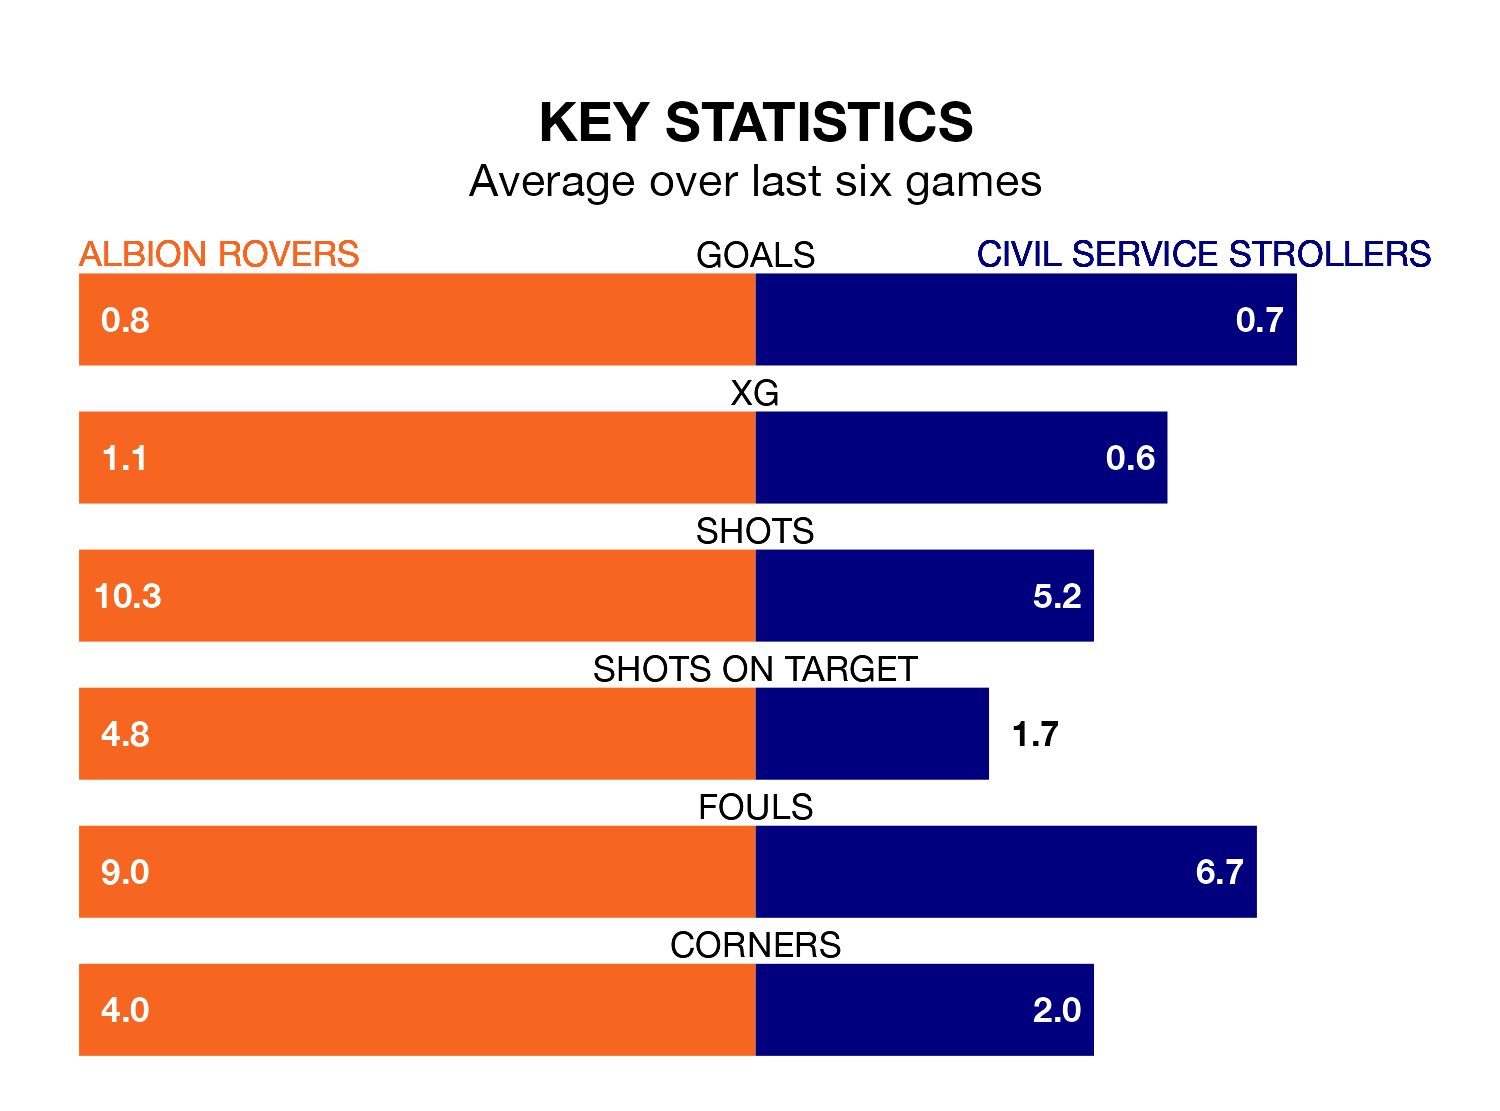 KEY STATISTICS
Average over last six games
ALBION ROVERS GOALS CIVIL SERVICE STROLLERS
0.8 0.7
XG
1.1 0.6
SHOTS
10.3 5.2
SHOTS ON TARGET
4.8 1.7
FOULS
9.0 6.7
CORNERS
4.0 2.0